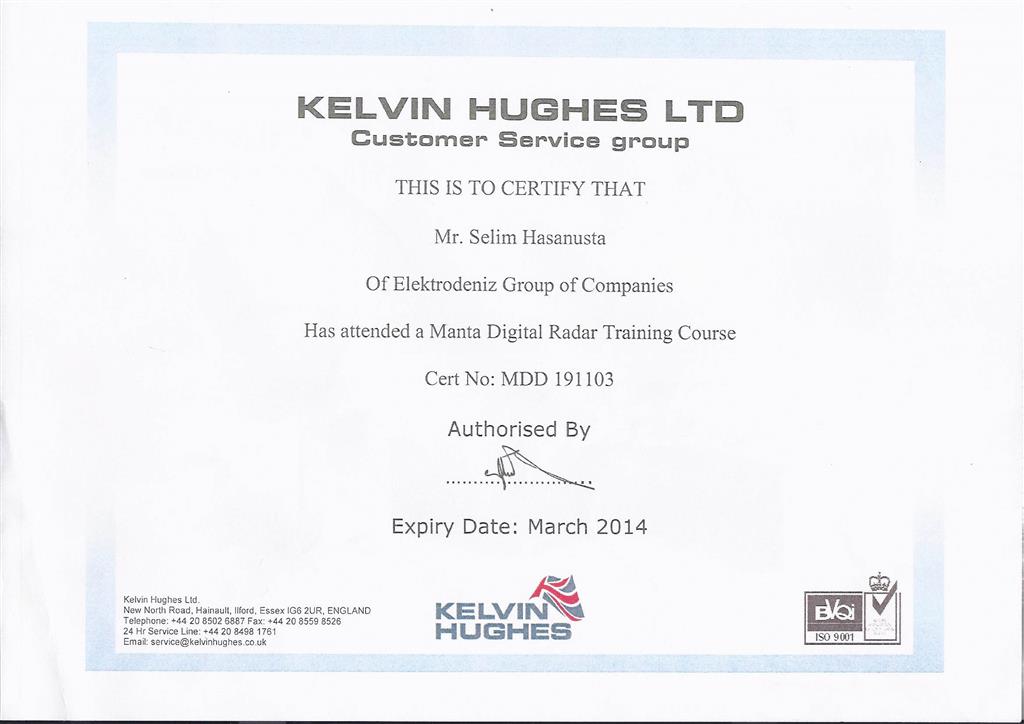 KELVIN HUGHES LTD
Customer Service group
THIS IS TO CERTIFY THAT
Mr. Selim Hasanusta
Of Elektrodeniz Group of Companies
Has attended a Manta Digital Radar Training Course
Cert No: MDD 191103
Authorised By
Expiry Date: March 2014
Kelvin Hughes Ltd.
New North Road, Hainault, Ilford, Essex IG6 2UR, ENGLAND
Telephone: +44 20 8502 6887 Fax: +44 20 8559 8526
24 Hr Service Line: +44 20 8498 1761
Email: service@kelvinhughes.co.uk
KELVIN
HUGHES
BVQi
ISO 9001